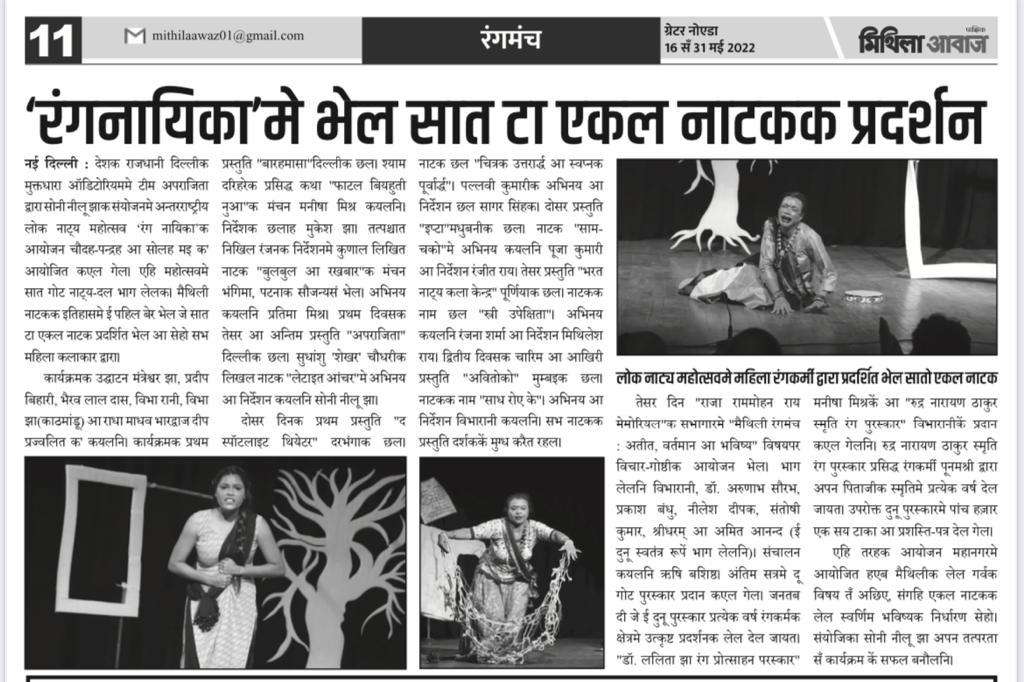 11
mithilaawaz01@gmail.com
रंगमंच
ग्रेटर नोएडा
16 सँ 31 मई 2022
पाक्षिक
मिथिला आवाज
‘रंगनायिका’मे भेल सात टा एकल नाटकक प्रदर्शन
नई दिल्ली : देशक राजधानी दिल्लीक
मुक्तधारा ऑडिटोरियममे टीम अपराजिता
द्वारा सोनी नीलू झाक संयोजनमे अन्तरराष्ट्रीय
लोक नाट्य महोत्सव ‘रंग नायिका”क
आयोजन चौदह-पन्द्रह आ सोलह मइ क'
आयोजित कएल गेल। एहि महोत्सवमे
सात गोट नाट्य-दल भाग लेलक। मैथिली
नाटकक इतिहासमे ई पहिल बेर भेल जे सात
टा एकल नाटक प्रदर्शित भेल आ सेहो सभ
महिला कलाकार द्वारा।
कार्यक्रमक उद्घाटन मंत्रेश्वर झा, प्रदीप
बिहारी, भैरव लाल दास, विभा रानी, विभा
झा(काठमांडू) आ राधा माधव भारद्वाज दीप
प्रज्वलित क' कयलनि। कार्यक्रमक प्रथम
प्रस्तुति "बारहमासा"दिल्लीक छल। श्याम
दरिहरेक प्रसिद्ध कथा "फाटल बियहुती
नुआ"क मंचन मनीषा मिश्र कयलनि।
निर्देशक छलाह मुकेश झा। तत्पश्चात
निखिल रंजनक निर्देशनमे कुणाल लिखित
नाटक "बुलबुल आ रखबार"क मंचन
भंगिमा, पटनाक सौजन्यसं भेल। अभिनय
कयलनि प्रतिमा मिश्र। प्रथम दिवसक
तेसर आ अन्तिम प्रस्तुति "अपराजिता"
दिल्लीक छल। सुधांशु 'शेखर' चौधरीक
लिखल नाटक "लेटाइत आंचर"मे अभिनय
आ निर्देशन कयलनि सोनी नीलू झा।
दोसर दिनक प्रथम प्रस्तुति "द
स्पॉटलाइट थियेटर" दरभंगाक छल।
नाटक छल "चित्रक उत्तरार्द्ध आ स्वप्नक
पूर्वार्द्ध"। पल्लवी कुमारीक अभिनय आ
निर्देशन छल सागर सिंहक। दोसर प्रस्तुति
"इप्टा"मधुबनीक छल। नाटक "साम-
चको"मे अभिनय कयलनि पूजा कुमारी
आ निर्देशन रंजीत राय। तेसर प्रस्तुति "भरत
नाट्य कला केन्द्र" पूर्णियाक छल। नाटकक
नाम छल "स्त्री उपेक्षिता"। अभिनय
कयलनि रंजना शर्मा आ निर्देशन मिथिलेश
राय। द्वितीय दिवसक चारिम आ आखिरी
प्रस्तुति "अवितोको" मुम्बइक छल।
नाटकक नाम "साध रोए के"। अभिनय आ
निर्देशन विभारानी कयलनि। सभ नाटकक
प्रस्तुति दर्शककें मुग्ध करैत रहल।
लोक नाट्य महोत्सवमे महिला रंगकर्मी द्वारा प्रदर्शित भेल सातो एकल नाटक
तेसर दिन "राजा राममोहन राय
मेमोरियल"क सभागारमे "मैथिली रंगमंच
: अतीत, वर्तमान आ भविष्य" विषयपर
विचार-गोष्ठीक आयोजन भेल। भाग
लेलनि विभारानी, डॉ. अरुणाभ सौरभ,
प्रकाश बंधु, नीलेश दीपक, संतोषी
कुमार, श्रीधरम् आ अमित आनन्द (ई
दुनू स्वतंत्र रूपें भाग लेलनि)। संचालन
कयलनि ऋषि बशिष्ठ। अंतिम सत्रमे दू
गोट पुरस्कार प्रदान कएल गेल। जनतब
दी जे ई दुनू पुरस्कार प्रत्येक वर्ष रंगकर्मक
क्षेत्रमे उत्कृष्ट प्रदर्शनक लेल देल जायत।
"डॉ. ललिता झा रंग प्रोत्साहन परस्कार"
मनीषा मिश्रकें आ "रुद्र नारायण ठाकुर
स्मृति रंग पुरस्कार" विभारानीकें प्रदान
कएल गेलनि। रुद्र नारायण ठाकुर स्मृति
रंग पुरस्कार प्रसिद्ध रंगकर्मी पूनमश्री द्वारा
अपन पिताजीक स्मृतिमे प्रत्येक वर्ष देल
जायत। उपरोक्त दुनू पुरस्कारमे पांच हज़ार
एक सय टाका आ प्रशस्ति-पत्र देल गेल।
एहि तरहक आयोजन महानगरमे
आयोजित हएब मैथिलीक लेल गर्वक
विषय तँ अछिए, संगहि एकल नाटकक
लेल स्वर्णिम भविष्यक निर्धारण सेहो।
संयोजिका सोनी नीलू झा अपन तत्परता
सँ कार्यक्रम कें सफल बनौलनि।